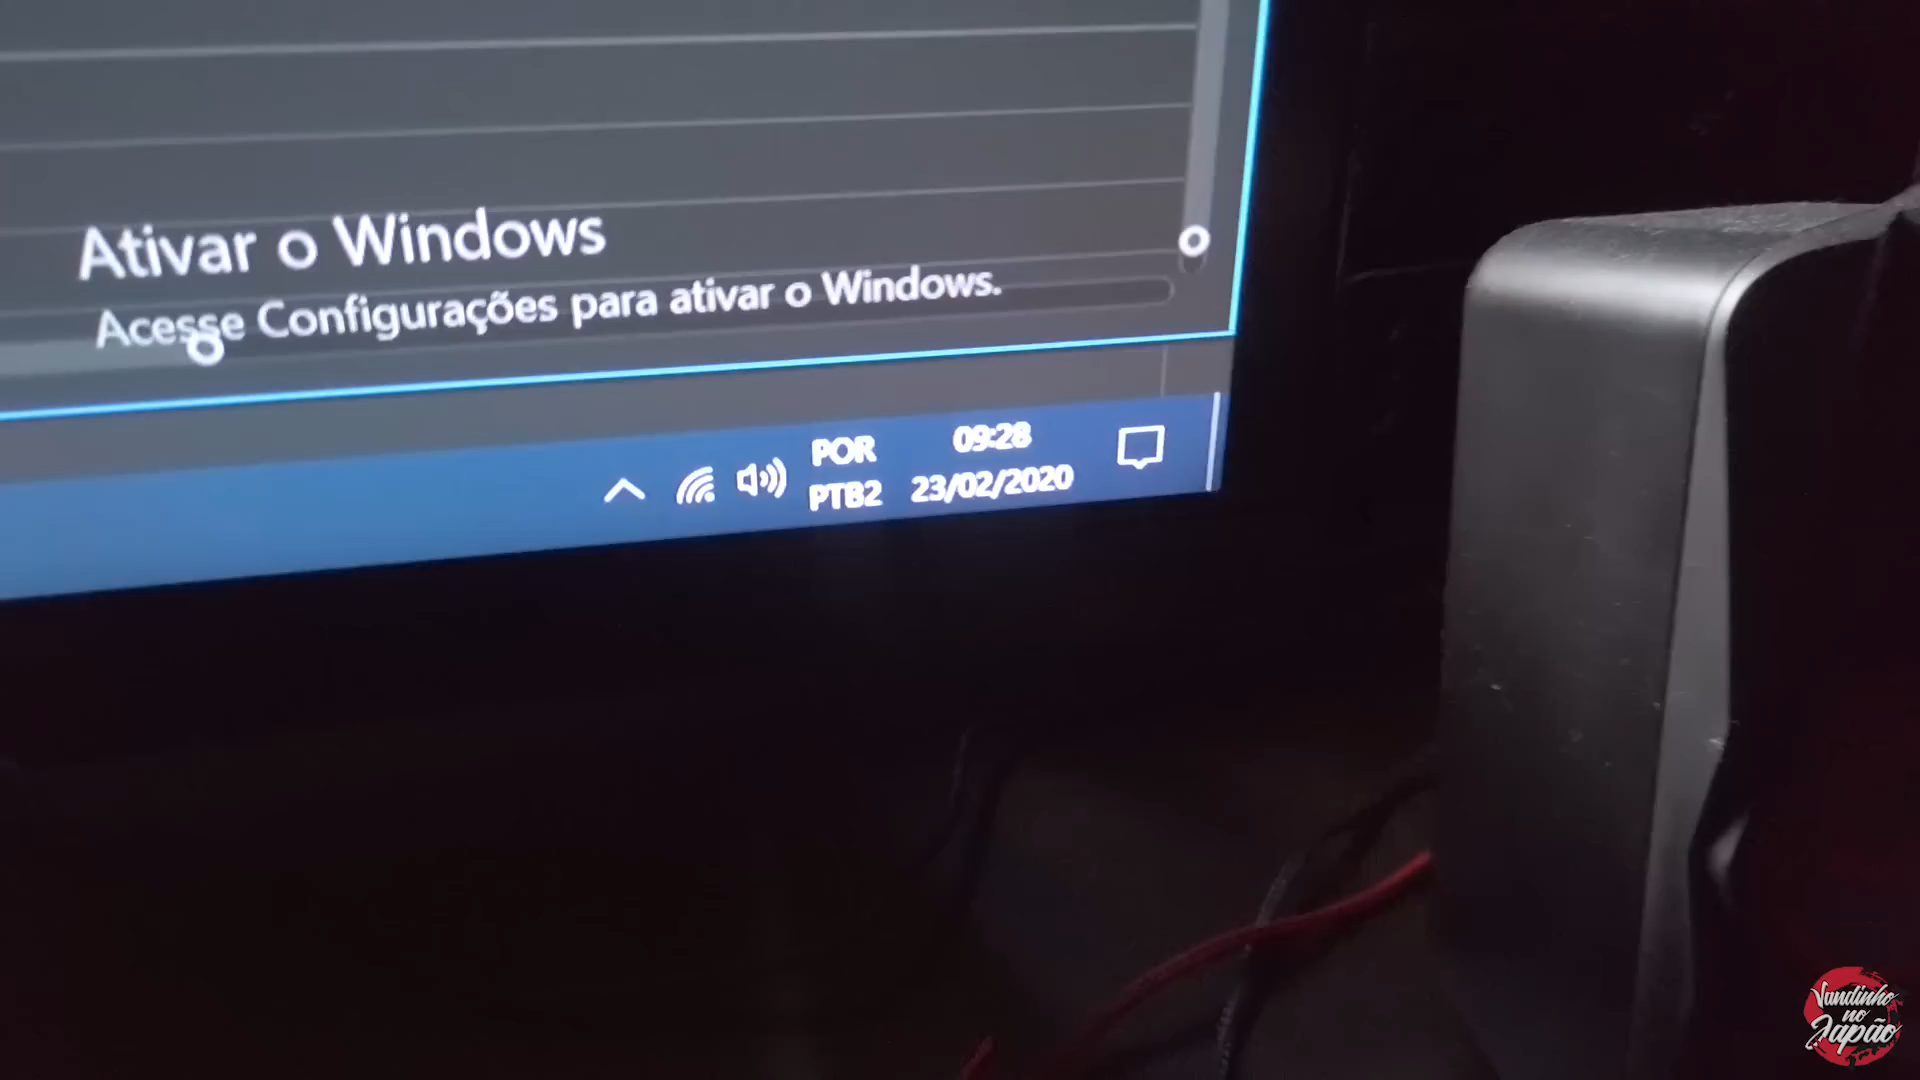 Ativar o Windows
Acesse Configurações para ativar o Windows.
POR
PTB2
09:28
23/02/2020
Vandinho
no
Japão